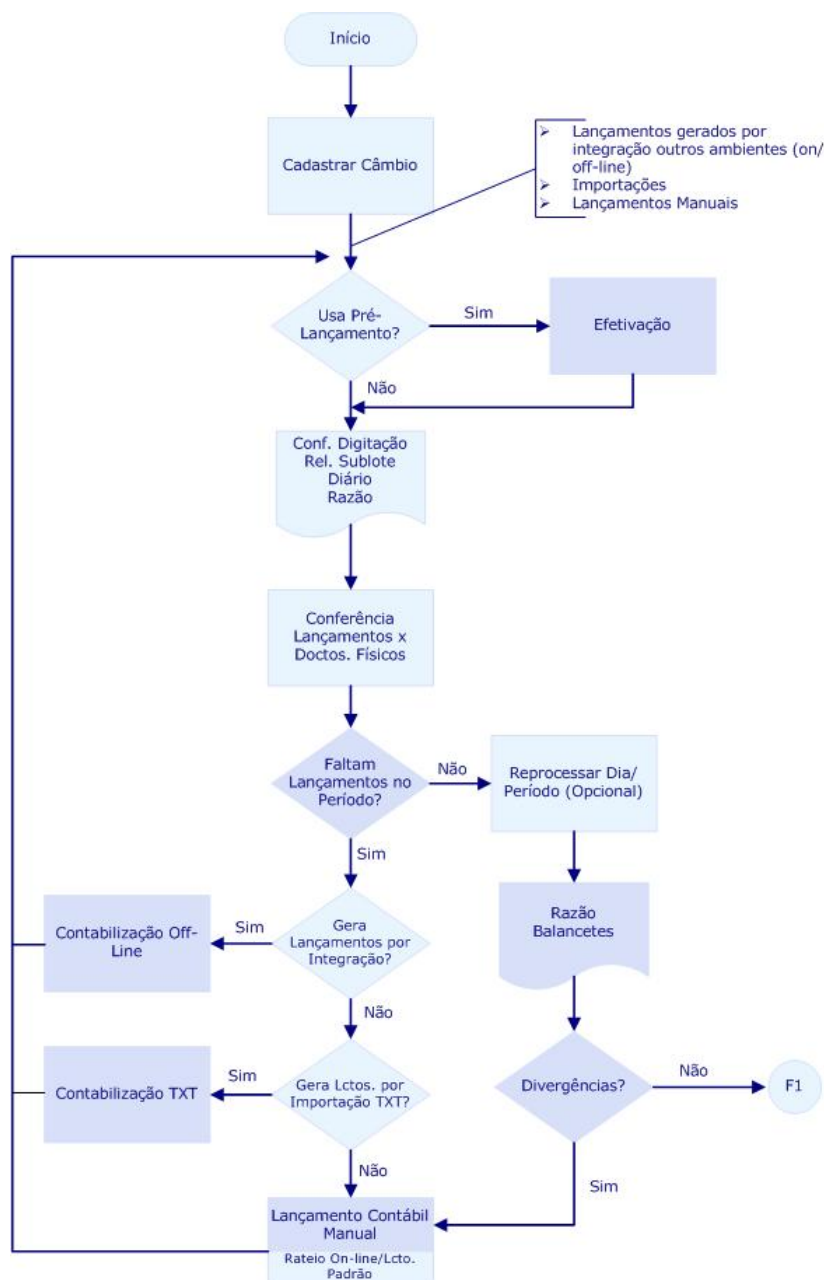 Início
Cadastrar Câmbio
➢ Lançamentos gerados por
integração outros ambientes (on/
off-line)
➢ Importações
➢ Lançamentos Manuais
Usa Pré-
Lançamento?
Sim
Efetivação
Não
Conf. Digitação
Rel. Sublote
Diário
Razão
Conferência
Lançamentos x
Doctos. Físicos
Faltam
Lançamentos no
Período?
Não
Reprocessar Dia/
Período (Opcional)
Sim
Razão
Balancetes
Gera
Lançamentos por
Integração?
Sim
Contabilização Off-
Line
Não
Gera Lctos. por
Importação TXT?
Sim
Contabilização TXT
Divergências?
Não
F1
Não
Sim
Lançamento Contábil
Manual
Rateio On-line/Lcto.
Padrão